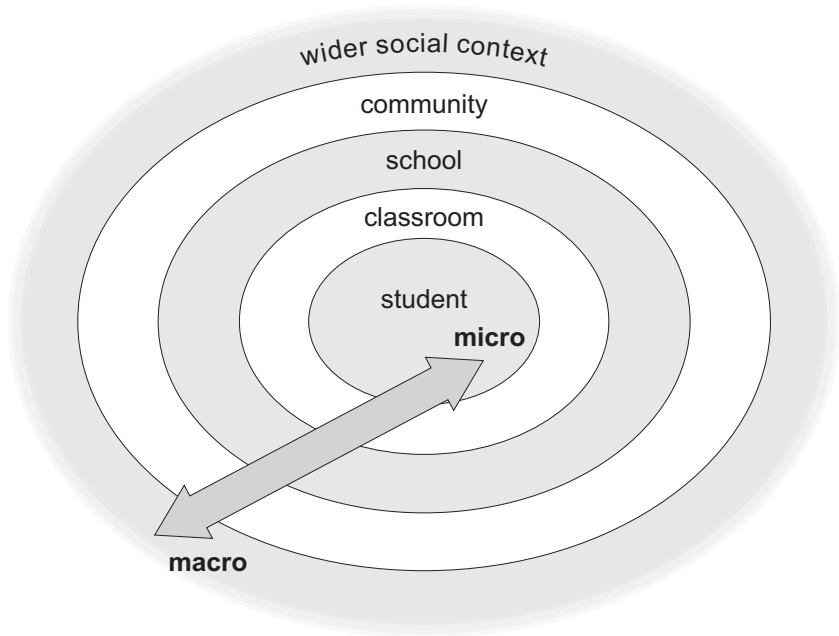 wider social context
community
school
classroom
student
micro
macro